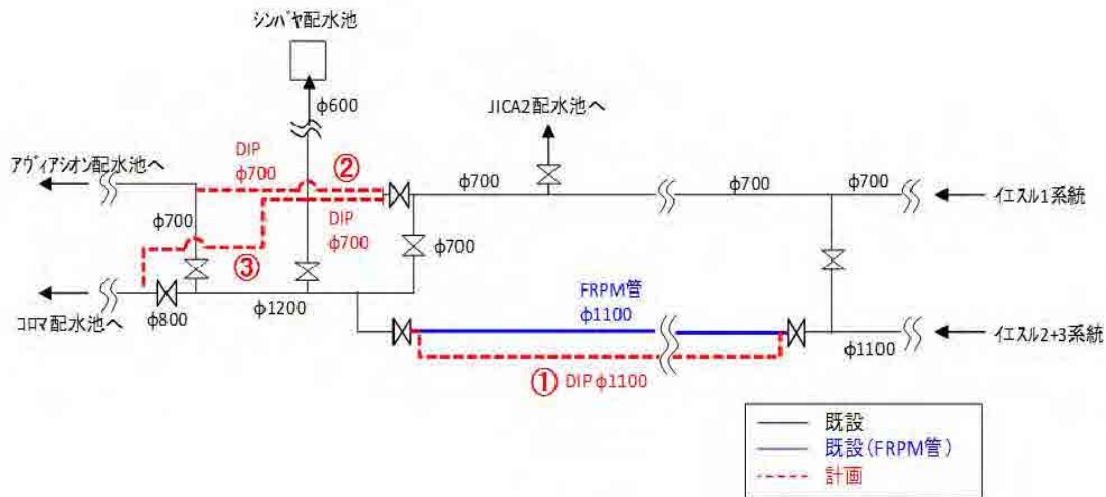 シンバヤ配水池
φ600
JICA2配水池へ
DIP
φ700
②
アヴィアシオン配水池へ
φ700
φ700
φ700
イエスル1系統
φ700
DIP
φ700
φ700
③
FRPM管
φ1100
φ1200
コロマ配水池へ
φ800
イエスル2+3系統
φ1100
① DIP φ1100
既設
既設(FRPM管)
計画